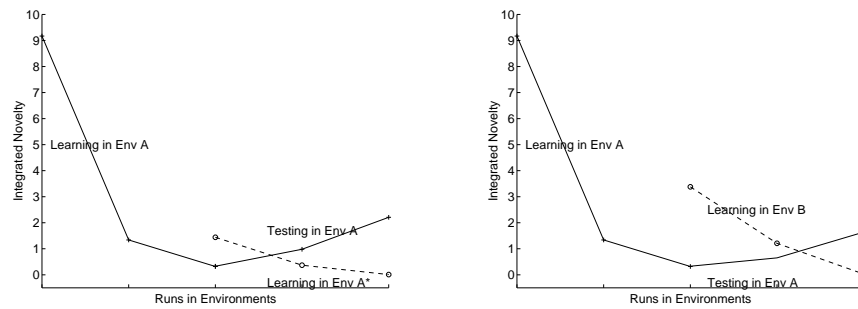 10
9
8
7
6
5
4
3
2
1
0
Integrated Novelty
Learning in Env A
Testing in Env A
Learning in Env A*
Runs in Environments
10
9
8
7
6
5
4
3
2
1
0
Integrated Novelty
Learning in Env A
Learning in Env B
Testing in Env A
Runs in Environments